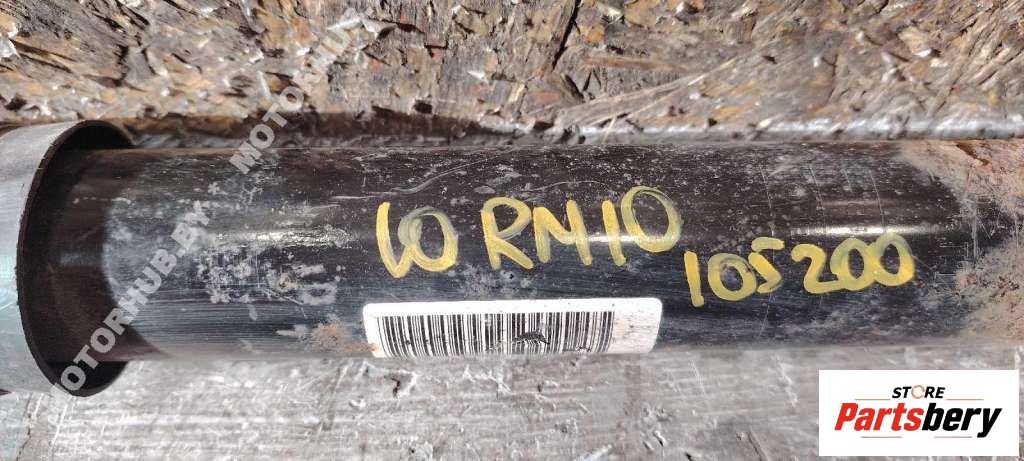 MOTORHUB.BY MOTORHUB
60 RM10
105200
STORE
Partsbery